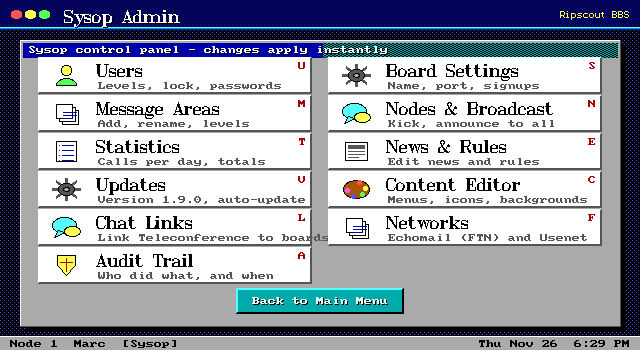 Sysop Admin
Ripscout BBS
Sysop control panel - changes apply instantly
Users U
Levels, lock, passwords
Board Settings S
Name, port, signups
Message Areas M
Add, rename, levels
Nodes & Broadcast N
Kick, announce to all
Statistics T
Calls per day, totals
News & Rules E
Edit news and rules
Updates V
Version 1.9.0, auto-update
Content Editor C
Menus, icons, backgrounds
Chat Links L
Link Teleconference to boards
Networks F
Echomail (FTN) and Usenet
Audit Trail A
Who did what, and when
Back to Main Menu
Node 1 Marc [Sysop] Thu Nov 26 6:29 PM